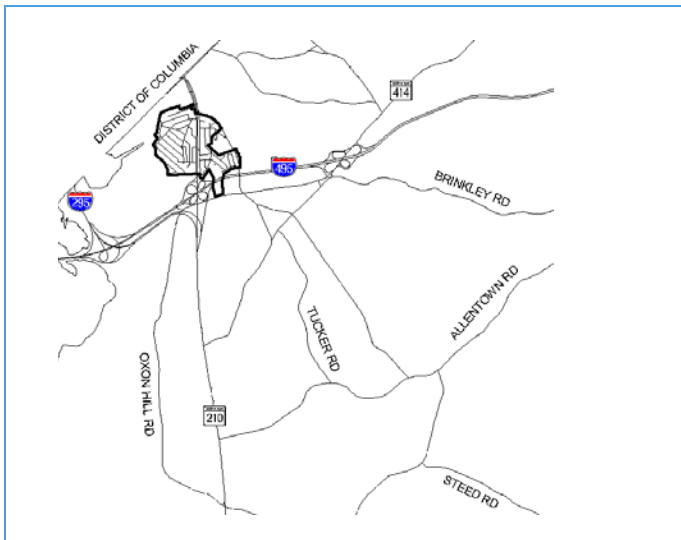 DISTRICT OF COLUMBIA
414
495
BRINKLEY RD
295
ALLENTOWN RD
TUCKER RD
OXON HILL RD
210
STEED RD